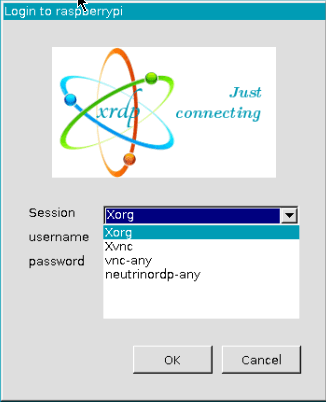 Login to raspberrypi
xrdp
Just
connecting
Session
Xorg
username
password
Xorg
Xvnc
vnc-any
neutrinordp-any
OK
Cancel